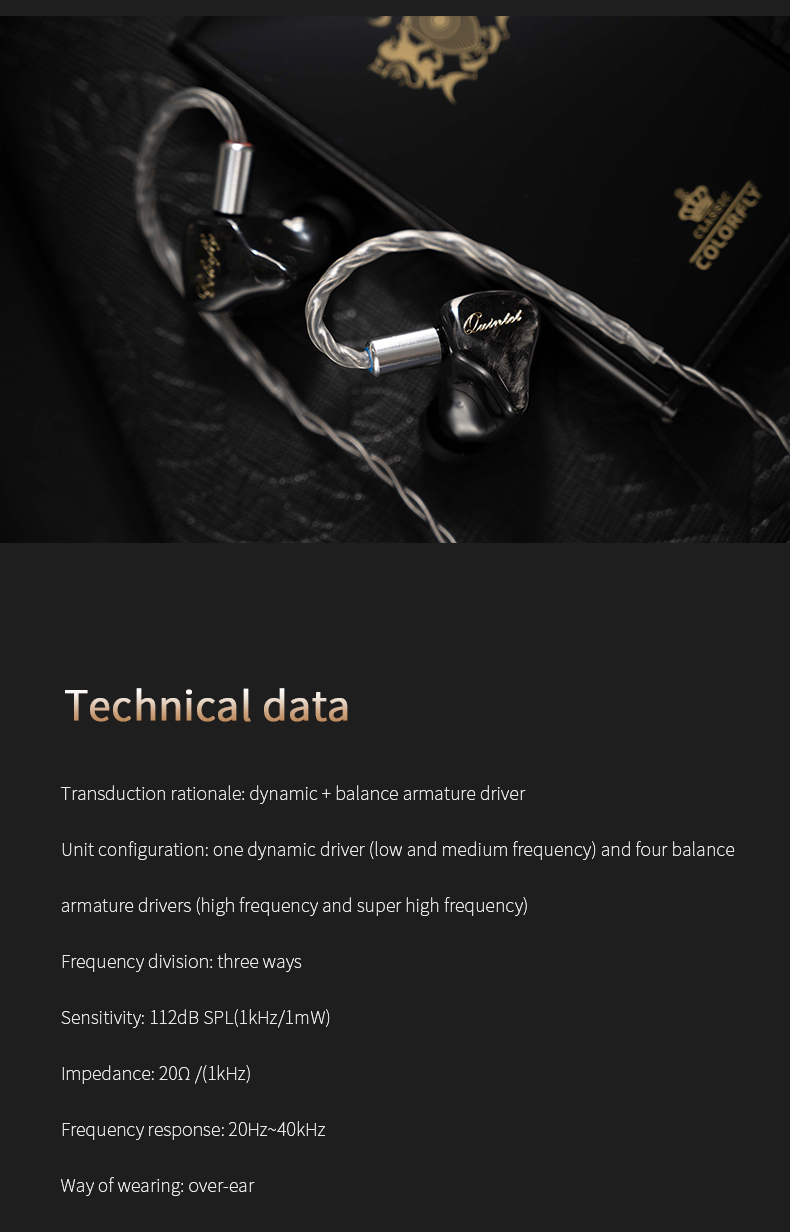 CLASSIC
COLORFLY
Quintet
Technical data
Transduction rationale: dynamic + balance armature driver
Unit configuration: one dynamic driver (low and medium frequency) and four balance
armature drivers (high frequency and super high frequency)
Frequency division: three ways
Sensitivity: 112dB SPL(1kHz/1mW)
Impedance: 20Ω /(1kHz)
Frequency response: 20Hz~40kHz
Way of wearing: over-ear